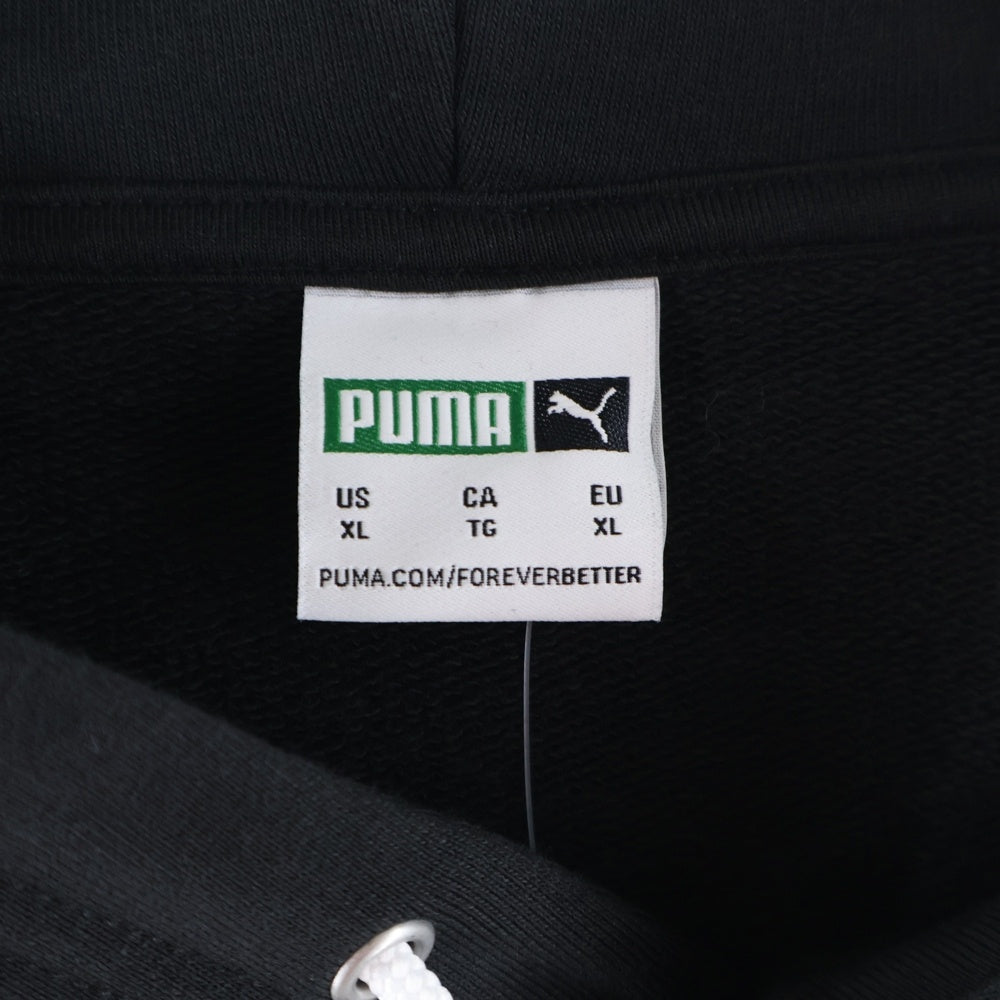 PUMA
US CA EU
XL TG XL
PUMA.COM/FOREVERBETTER